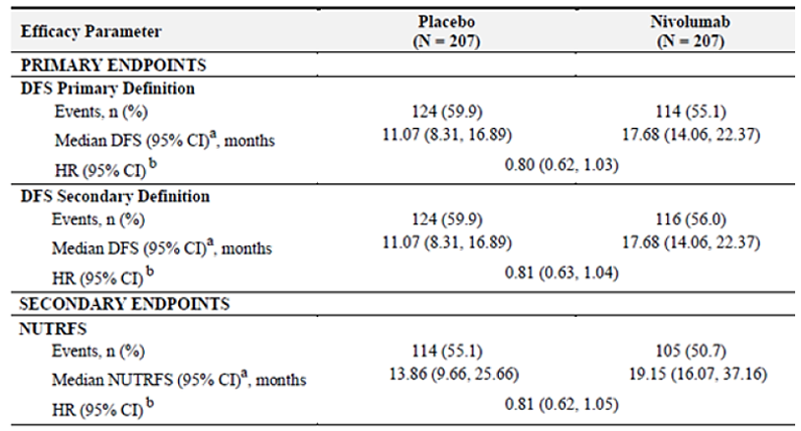 Efficacy Parameter Placebo (N = 207) Nivolumab (N = 207)
PRIMARY ENDPOINTS
DFS Primary Definition
Events, n (%) 124 (59.9) 114 (55.1)
Median DFS (95% CI)a, months 11.07 (8.31, 16.89) 17.68 (14.06, 22.37)
HR (95% CI) b 0.80 (0.62, 1.03)
DFS Secondary Definition
Events, n (%) 124 (59.9) 116 (56.0)
Median DFS (95% CI)a, months 11.07 (8.31, 16.89) 17.68 (14.06, 22.37)
HR (95% CI) b 0.81 (0.63, 1.04)
SECONDARY ENDPOINTS
NUTRFS
Events, n (%) 114 (55.1) 105 (50.7)
Median NUTRFS (95% CI)a, months 13.86 (9.66, 25.66) 19.15 (16.07, 37.16)
HR (95% CI) b 0.81 (0.62, 1.05)